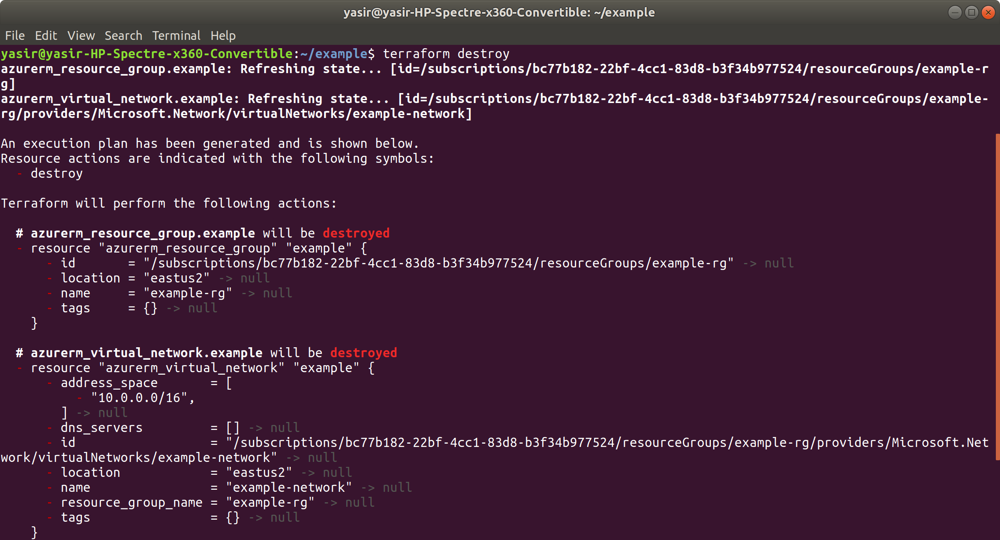 yasir@yasir-HP-Spectre-x360-Convertible: ~/example
File Edit View Search Terminal Help
yasir@yasir-HP-Spectre-x360-Convertible:~/example$ terraform destroy
azurerm_resource_group.example: Refreshing state... [id=/subscriptions/bc77b182-22bf-4cc1-83d8-b3f34b977524/resourceGroups/example-r
g]
azurerm_virtual_network.example: Refreshing state... [id=/subscriptions/bc77b182-22bf-4cc1-83d8-b3f34b977524/resourceGroups/example-
rg/providers/Microsoft.Network/virtualNetworks/example-network]

An execution plan has been generated and is shown below.
Resource actions are indicated with the following symbols:
  - destroy

Terraform will perform the following actions:

  # azurerm_resource_group.example will be destroyed
  - resource "azurerm_resource_group" "example" {
      - id       = "/subscriptions/bc77b182-22bf-4cc1-83d8-b3f34b977524/resourceGroups/example-rg" -> null
      - location = "eastus2" -> null
      - name     = "example-rg" -> null
      - tags     = {} -> null
    }

  # azurerm_virtual_network.example will be destroyed
  - resource "azurerm_virtual_network" "example" {
      - address_space       = [
          - "10.0.0.0/16",
        ] -> null
      - dns_servers         = [] -> null
      - id                  = "/subscriptions/bc77b182-22bf-4cc1-83d8-b3f34b977524/resourceGroups/example-rg/providers/Microsoft.Net
work/virtualNetworks/example-network" -> null
      - location            = "eastus2" -> null
      - name                = "example-network" -> null
      - resource_group_name = "example-rg" -> null
      - tags                = {} -> null
    }